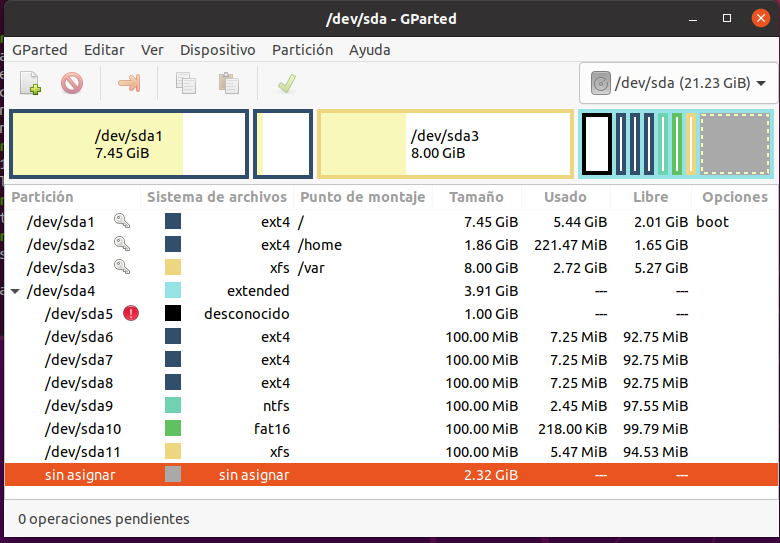 /dev/sda - GParted
GParted Editar Ver Dispositivo Partición Ayuda
/dev/sda (21.23 GiB)
/dev/sda1
7.45 GiB
/dev/sda3
8.00 GiB
Partición Sistema de archivos Punto de montaje Tamaño Usado Libre Opciones
/dev/sda1 ext4 / 7.45 GiB 5.44 GiB 2.01 GiB boot
/dev/sda2 ext4 /home 1.86 GiB 221.47 MiB 1.65 GiB
/dev/sda3 xfs /var 8.00 GiB 2.72 GiB 5.27 GiB
/dev/sda4 extended 3.91 GiB --- ---
/dev/sda5 desconocido 1.00 GiB --- ---
/dev/sda6 ext4 100.00 MiB 7.25 MiB 92.75 MiB
/dev/sda7 ext4 100.00 MiB 7.25 MiB 92.75 MiB
/dev/sda8 ext4 100.00 MiB 7.25 MiB 92.75 MiB
/dev/sda9 ntfs 100.00 MiB 2.45 MiB 97.55 MiB
/dev/sda10 fat16 100.00 MiB 218.00 KiB 99.79 MiB
/dev/sda11 xfs 100.00 MiB 5.47 MiB 94.53 MiB
sin asignar sin asignar 2.32 GiB --- ---
0 operaciones pendientes